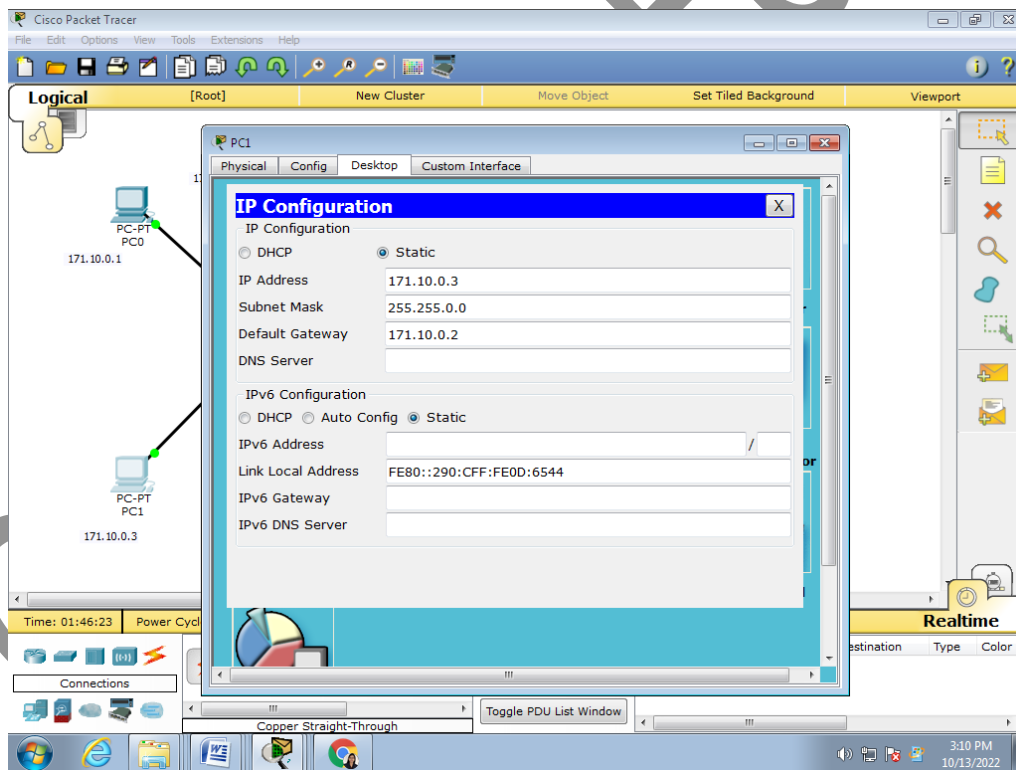 Cisco Packet Tracer
File Edit Options View Tools Extensions Help
Logical [Root] New Cluster Move Object Set Tiled Background Viewport
PC1
Physical Config Desktop Custom Interface
IP Configuration X
IP Configuration
DHCP Static
IP Address 171.10.0.3
Subnet Mask 255.255.0.0
Default Gateway 171.10.0.2
DNS Server
IPv6 Configuration
DHCP Auto Config Static
IPv6 Address /
Link Local Address FE80::290:CFF:FE0D:6544
IPv6 Gateway
IPv6 DNS Server
PC-PT
PC0
171.10.0.1
PC-PT
PC1
171.10.0.3
Time: 01:46:23 Power Cycl
Realtime
estination Type Color
Connections
Copper Straight-Through
Toggle PDU List Window
3:10 PM
10/13/2022